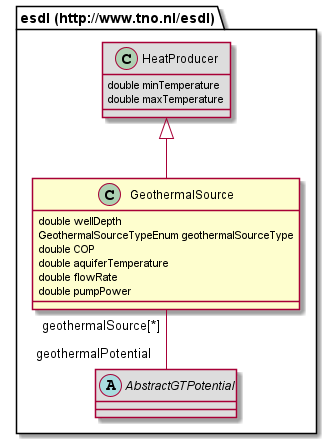 esdl (http://www.tno.nl/esdl)
C HeatProducer
double minTemperature
double maxTemperature
C GeothermalSource
double wellDepth
GeothermalSourceTypeEnum geothermalSourceType
double COP
double aquiferTemperature
double flowRate
double pumpPower
geothermalSource[*]
geothermalPotential
A AbstractGTPotential